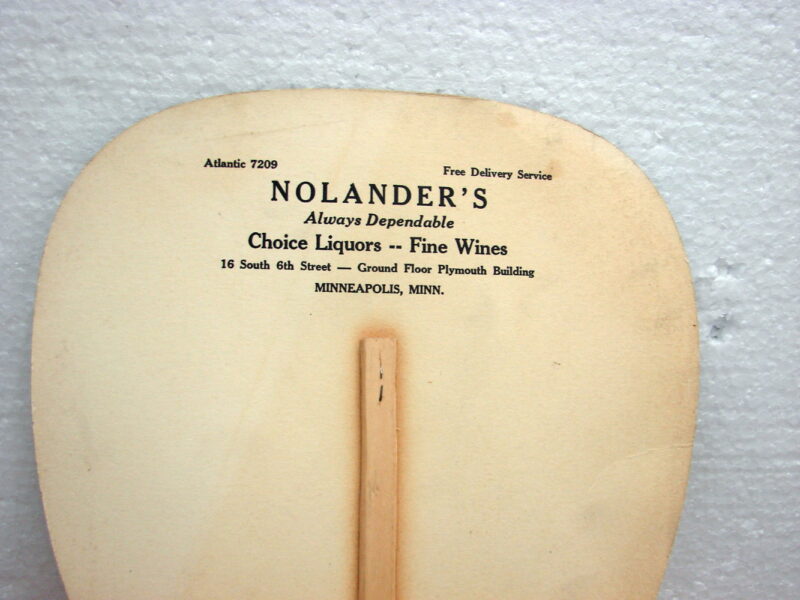 Atlantic 7209
Free Delivery Service
NOLANDER'S
Always Dependable
Choice Liquors -- Fine Wines
16 South 6th Street — Ground Floor Plymouth Building
MINNEAPOLIS, MINN.